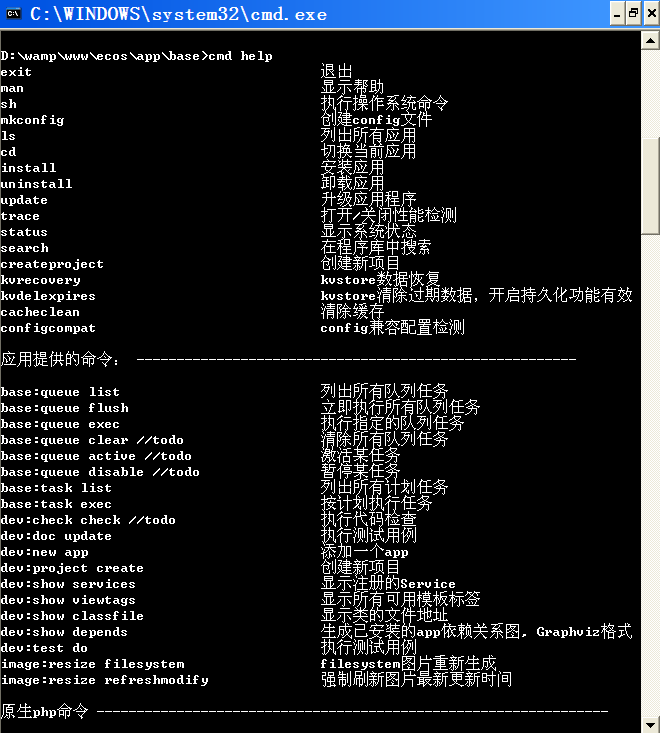 C:\WINDOWS\system32\cmd.exe
D:\wamp\www\ecos\app\base>cmd help
exit 退出
man 显示帮助
sh 执行操作系统命令
mkconfig 创建config文件
ls 列出所有应用
cd 切换当前应用
install 安装应用
uninstall 卸载应用
update 升级应用程序
trace 打开/关闭性能检测
status 显示系统状态
search 在程序库中搜索
createproject 创建新项目
kvrecovery kvstore数据恢复
kvdelexpires kvstore清除过期数据，开启持久化功能有效
cacheclean 清除缓存
configcompat config兼容配置检测
应用提供的命令： -------------------------------------------------------
base:queue list 列出所有队列任务
base:queue flush 立即执行所有队列任务
base:queue exec 执行指定的队列任务
base:queue clear //todo 清除所有队列任务
base:queue active //todo 激活某任务
base:queue disable //todo 暂停某任务
base:task list 列出所有计划任务
base:task exec 按计划执行任务
dev:check check //todo 执行代码检查
dev:doc update 执行测试用例
dev:new app 添加一个app
dev:project create 创建新项目
dev:show services 显示注册的Service
dev:show viewtags 显示所有可用模板标签
dev:show classfile 显示类的文件地址
dev:show depends 生成已安装的app依赖关系图，Graphviz格式
dev:test do 执行测试用例
image:resize filesystem filesystem图片重新生成
image:resize refreshmodify 强制刷新图片最新更新时间
原生php命令 ----------------------------------------------------------------